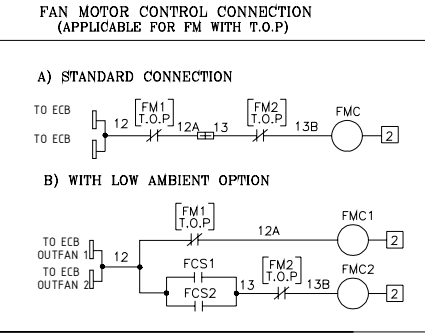 FAN MOTOR CONTROL CONNECTION
(APPLICABLE FOR FM WITH T.O.P)
A) STANDARD CONNECTION
TO ECB
TO ECB
12
FM1
T.O.P
12A
13
FM2
T.O.P
13B
FMC
2
B) WITH LOW AMBIENT OPTION
TO ECB
OUTFAN 1
TO ECB
OUTFAN 2
12
FM1
T.O.P
12A
FMC1
2
FCS1
FCS2
13
FM2
T.O.P
13B
FMC2
2